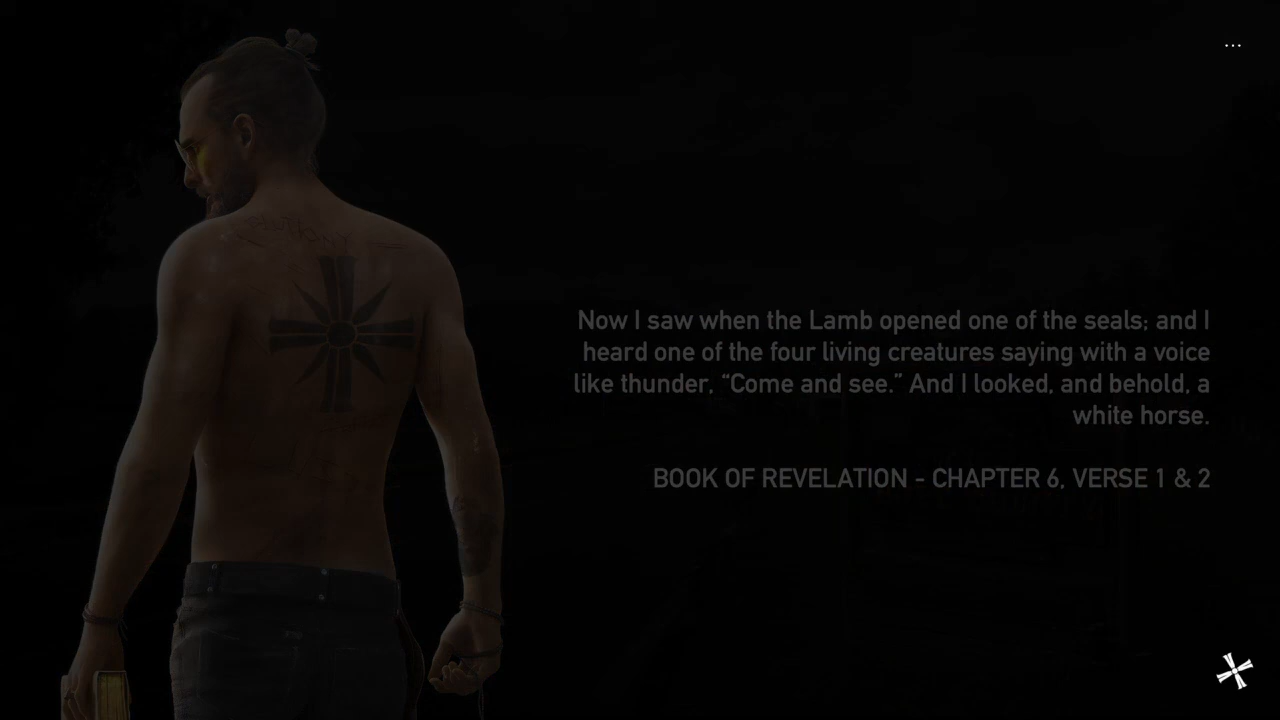 ...
Now I saw when the Lamb opened one of the seals; and I
heard one of the four living creatures saying with a voice
like thunder, “Come and see.” And I looked, and behold, a
white horse.
BOOK OF REVELATION - CHAPTER 6, VERSE 1 & 2